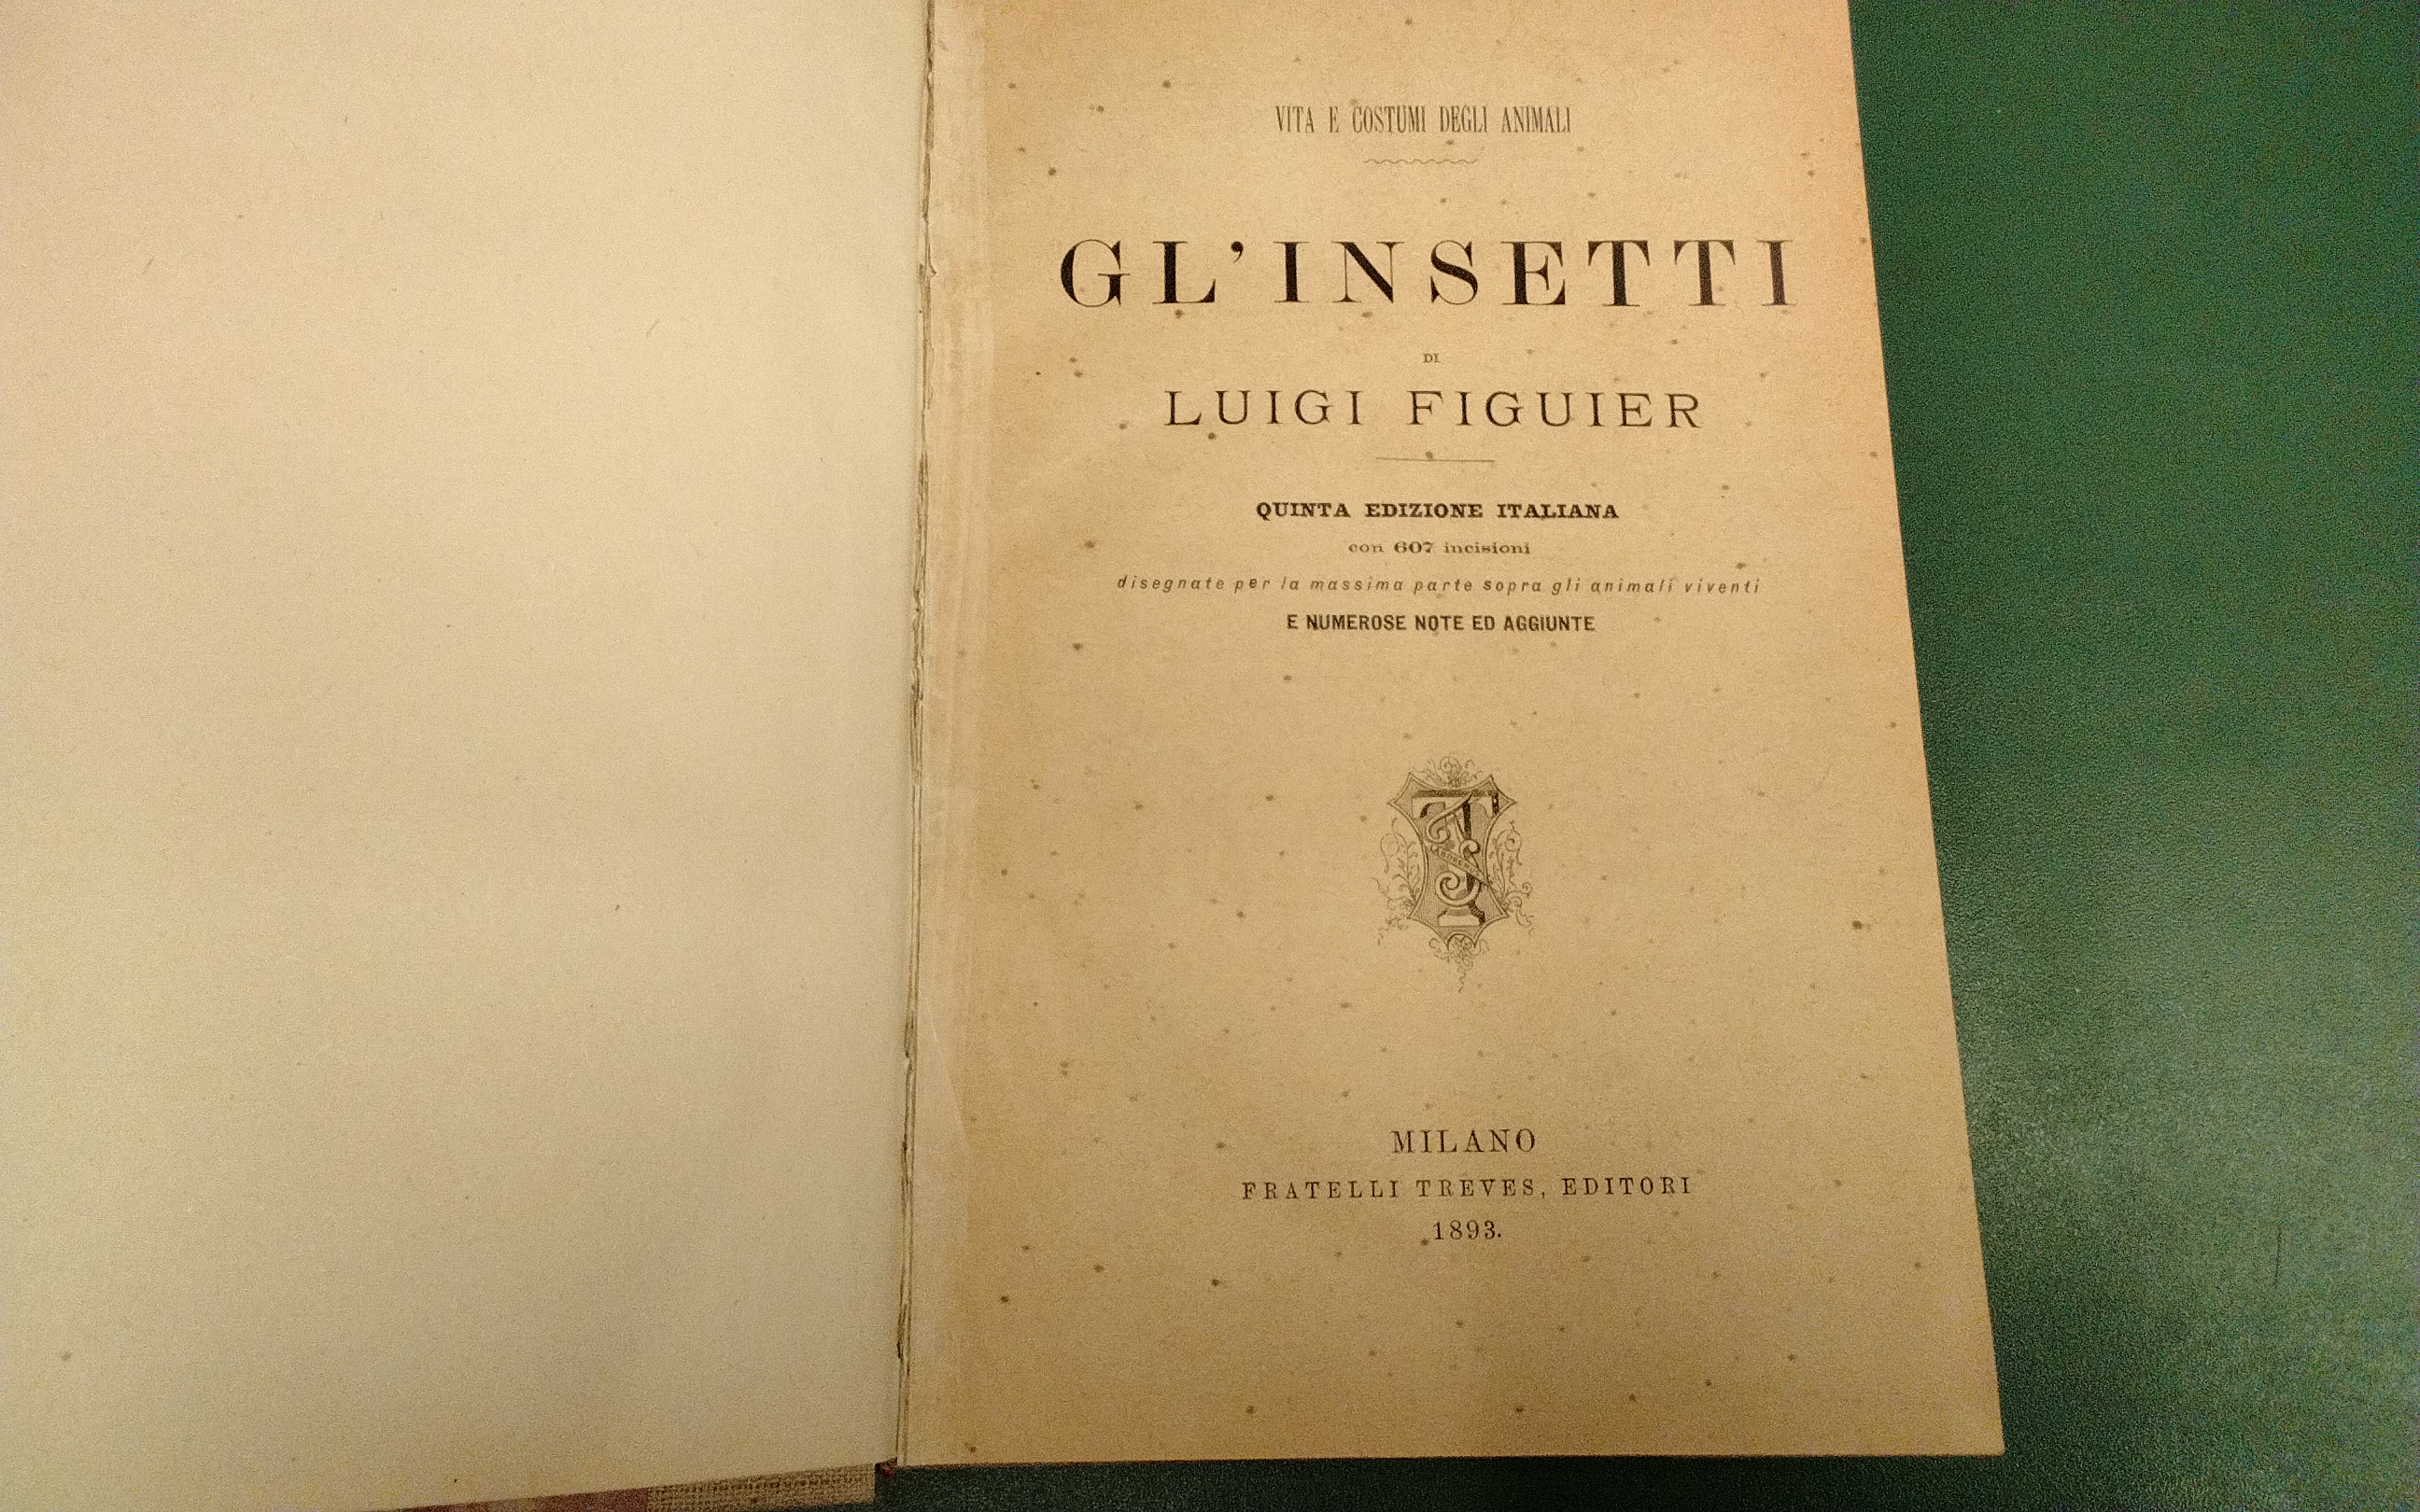 VITA E COSTUMI DEGLI ANIMALI
GL'INSETTI
DI
LUIGI FIGUIER
QUINTA EDIZIONE ITALIANA
con 607 incisioni
disegnate per la massima parte sopra gli animali viventi
E NUMEROSE NOTE ED AGGIUNTE
MILANO
FRATELLI TREVES, EDITORI
1893.